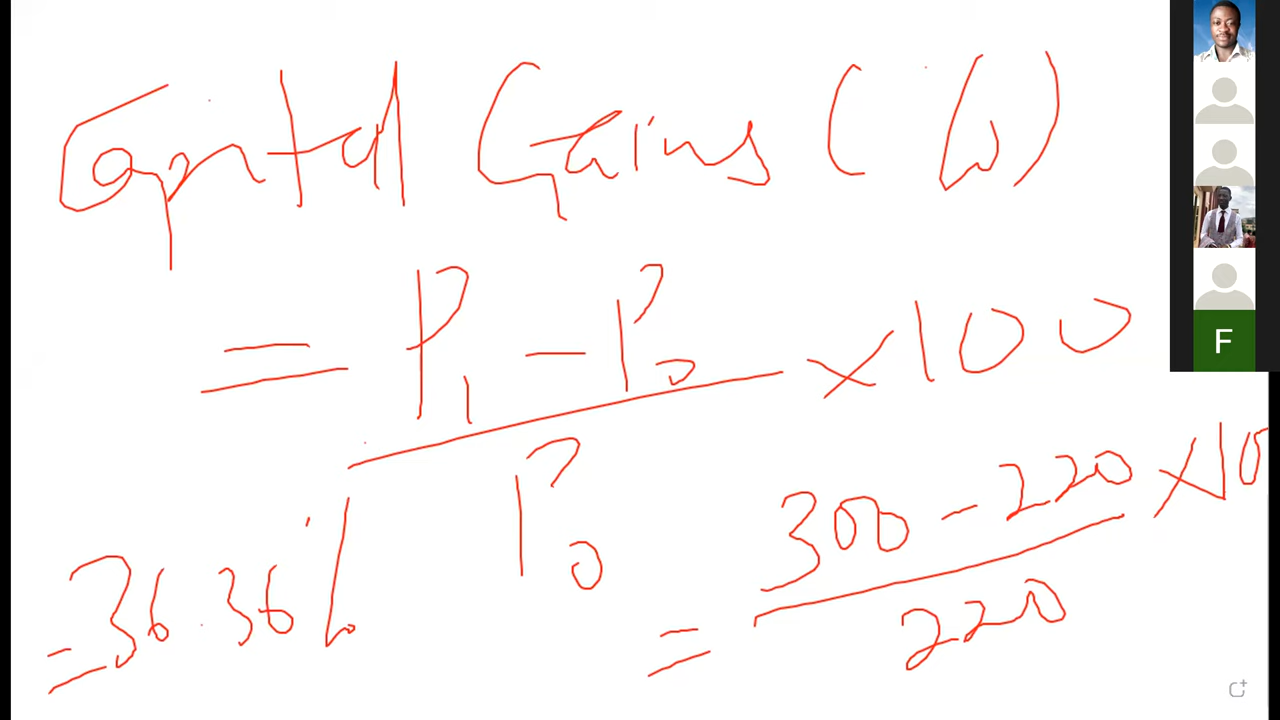 Capital Gains (%)
= P₁ - P₀ / P₀ × 100
= 300 - 220 / 220 × 10
= 36.36%
F